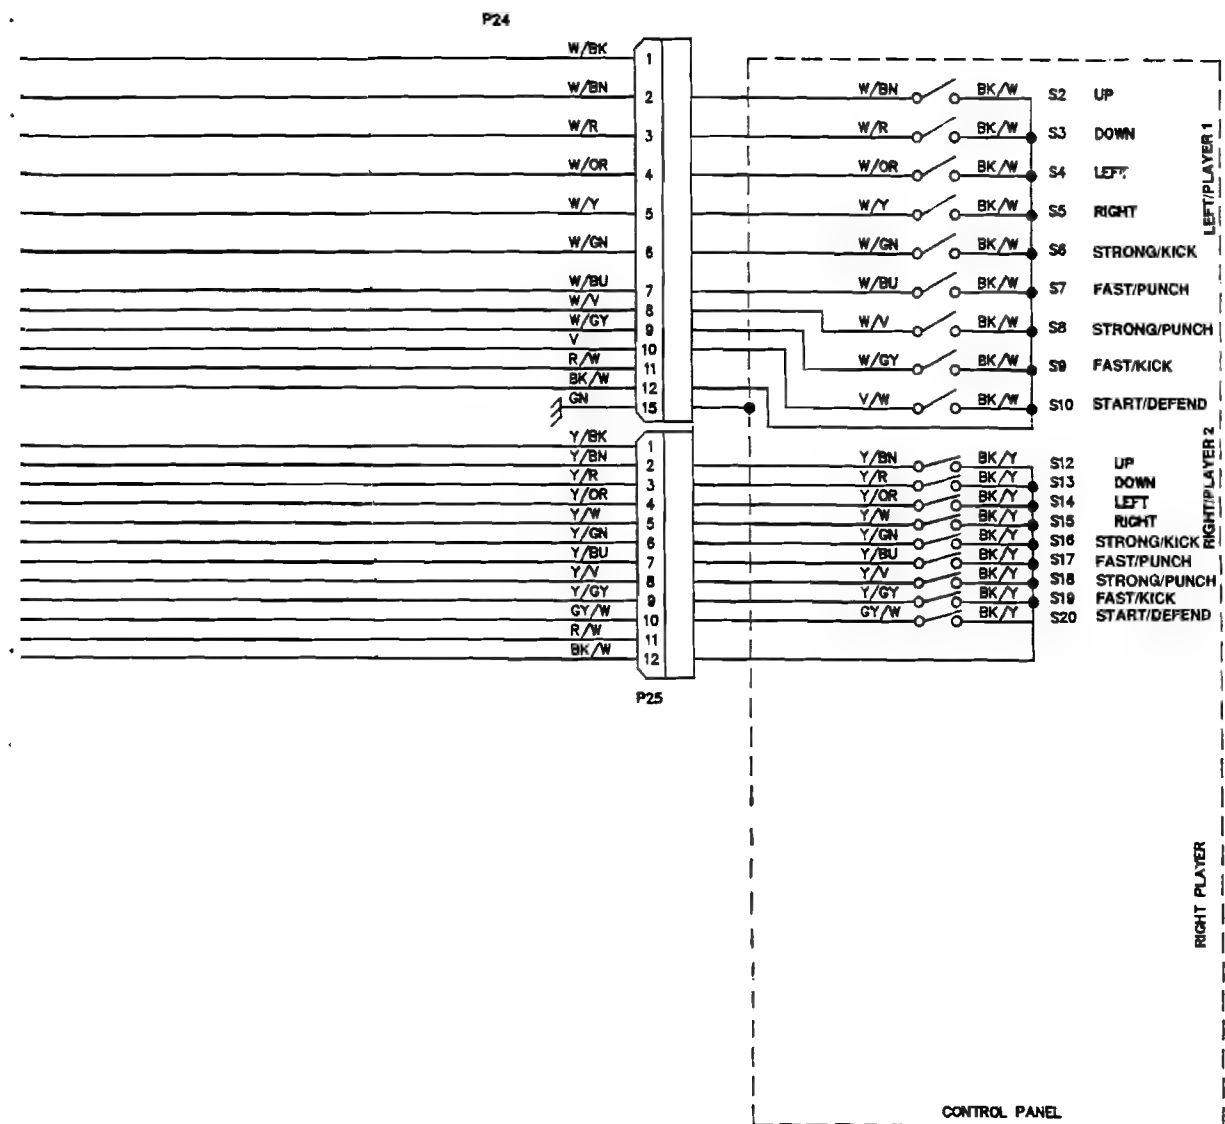 P24
W/BK 1
W/BN 2 W/BN BK/W S2 UP
W/R 3 W/R BK/W S3 DOWN
W/OR 4 W/OR BK/W S4 LEFT
W/Y 5 W/Y BK/W S5 RIGHT
W/GN 6 W/GN BK/W S6 STRONG/KICK
W/BU 7 W/BU BK/W S7 FAST/PUNCH
W/V 8 W/V BK/W S8 STRONG/PUNCH
W/GY 9 W/GY BK/W S9 FAST/KICK
V 10 V/W BK/W S10 START/DEFEND
R/W 11
BK/W 12
GN 15
LEFT/PLAYER 1
Y/BK 1
Y/BN 2 Y/BN BK/Y S12 UP
Y/R 3 Y/R BK/Y S13 DOWN
Y/OR 4 Y/OR BK/Y S14 LEFT
Y/W 5 Y/W BK/Y S15 RIGHT
Y/GN 6 Y/GN BK/Y S16 STRONG/KICK
Y/BU 7 Y/BU BK/Y S17 FAST/PUNCH
Y/V 8 Y/V BK/Y S18 STRONG/PUNCH
Y/GY 9 Y/GY BK/Y S19 FAST/KICK
GY/W 10 GY/W BK/Y S20 START/DEFEND
R/W 11
BK/W 12
RIGHT/PLAYER 2
P25
RIGHT PLAYER
CONTROL PANEL